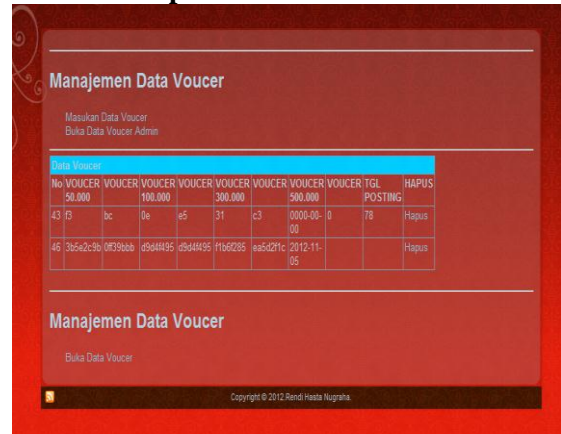 Manajemen Data Voucer
Masukan Data Voucer
Buka Data Voucer Admin
Data Voucer
No VOUCER 50.000 VOUCER VOUCER 100.000 VOUCER VOUCER 300.000 VOUCER VOUCER 500.000 VOUCER TGL POSTING HAPUS
43 f3 bc 0e e5 31 c3 0000-00-00 0 78 Hapus
46 3b5e2c9b 0ff39bbb d9d4f495 d9d4f495 f1b6f285 ea5d2f1c 2012-11-05 Hapus
Manajemen Data Voucer
Buka Data Voucer
Copyright © 2012 Rendi Hasta Nugraha.